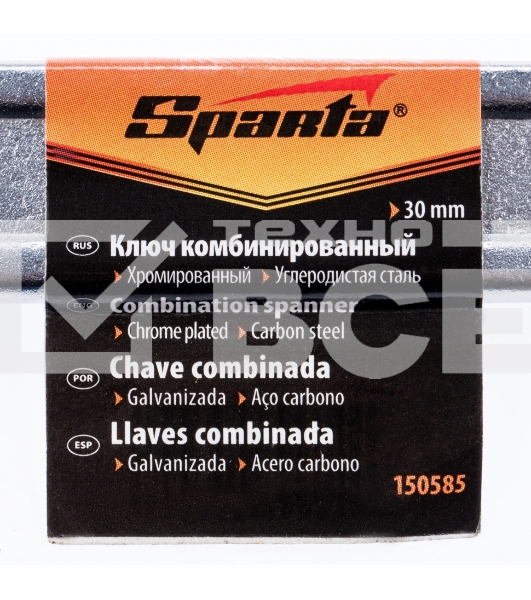 Sparta®
30 mm
RUS Ключ комбинированный
Хромированный Углеродистая сталь
ENG Combination spanner
Chrome plated Carbon steel
POR Chave combinada
Galvanizada Aço carbono
ESP Llaves combinada
Galvanizada Acero carbono
150585
техно
ВСЕ